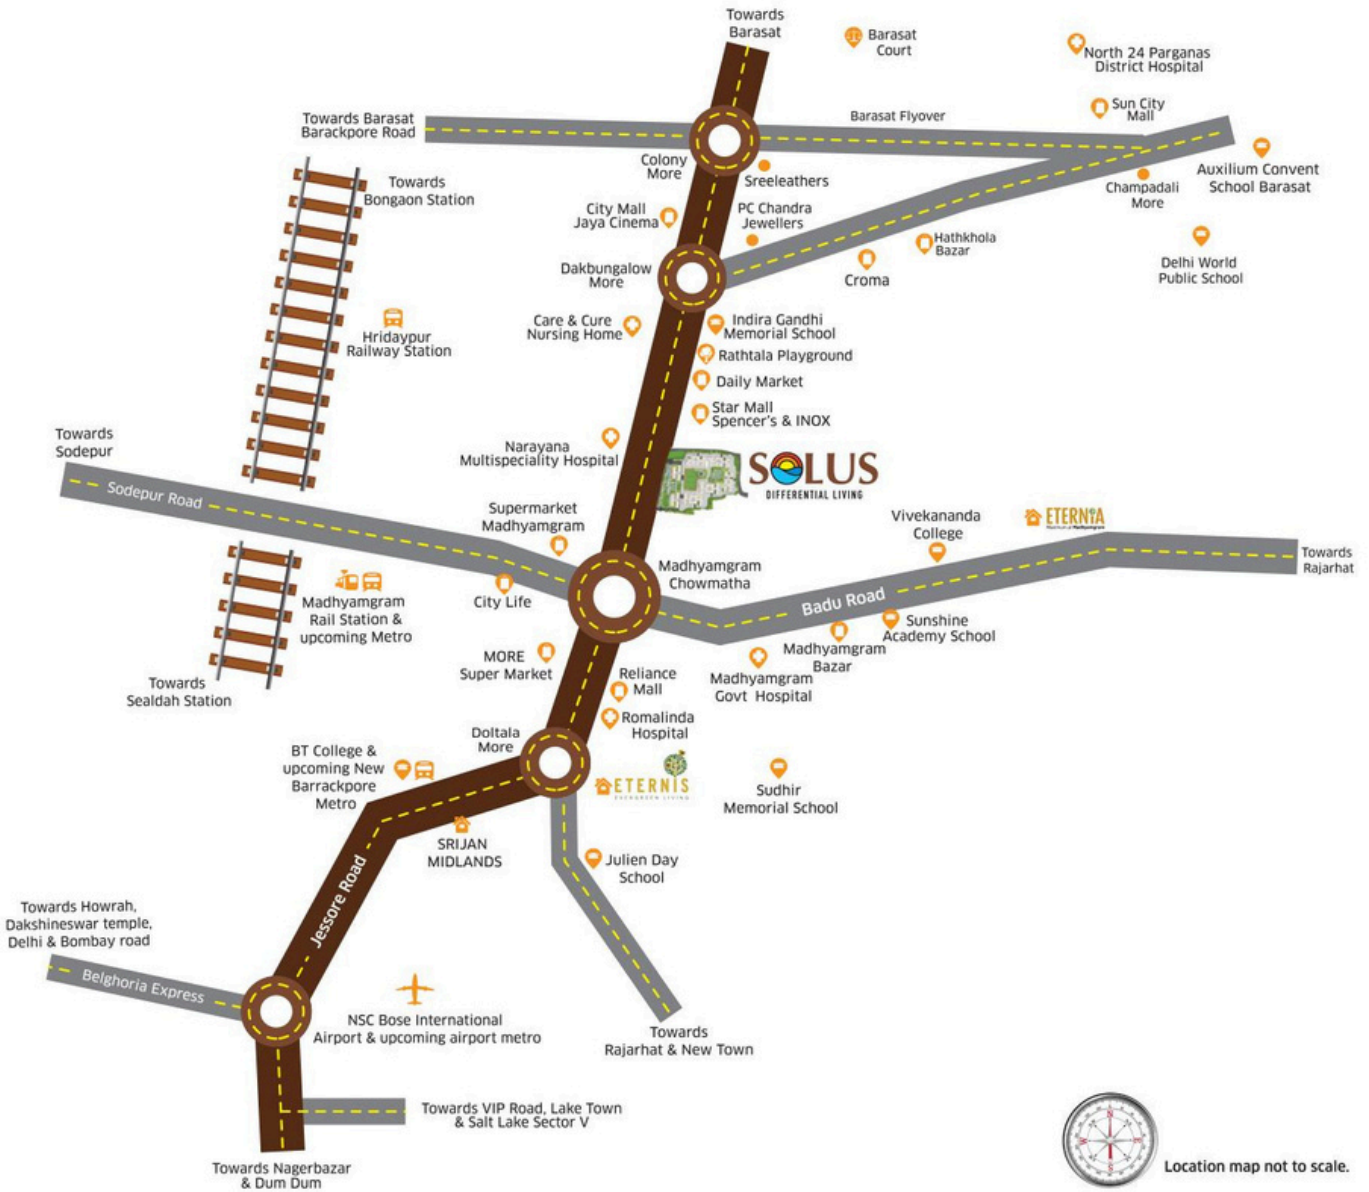 Towards
Barasat
Barasat
Court
North 24 Parganas
District Hospital
Sun City
Mall
Towards Barasat
Barackpore Road
Barasat Flyover
Colony
More
Sreeleathers
Auxilium Convent
School Barasat
Champadali
More
Towards
Bongaon Station
City Mall
Jaya Cinema
PC Chandra
Jewellers
Hathkhola
Bazar
Croma
Delhi World
Public School
Dakbungalow
More
Care & Cure
Nursing Home
Indira Gandhi
Memorial School
Hridaypur
Railway Station
Rathtala Playground
Daily Market
Star Mall
Spencer's & INOX
Towards
Sodepur
Narayana
Multispeciality Hospital
SOLUS
DIFFERENTIAL LIVING
Sodepur Road
Supermarket
Madhyamgram
Vivekananda
College
ETERNIA
Towards
Rajarhat
Madhyamgram
Chowmatha
Badu Road
Madhyamgram
Rail Station &
upcoming Metro
City Life
Sunshine
Academy School
Madhyamgram
Bazar
MORE
Super Market
Reliance
Mall
Madhyamgram
Govt Hospital
Towards
Sealdah Station
Romalinda
Hospital
Doltala
More
BT College &
upcoming New
Barrackpore
Metro
ETERNIS
EVERGREEN LIVING
Sudhir
Memorial School
SRIJAN
MIDLANDS
Julien Day
School
Jessore Road
Towards Howrah,
Dakshineswar temple,
Delhi & Bombay road
Belghoria Express
NSC Bose International
Airport & upcoming airport metro
Towards
Rajarhat & New Town
Towards VIP Road, Lake Town
& Salt Lake Sector V
Towards Nagerbazar
& Dum Dum
N
W
E
S
Location map not to scale.